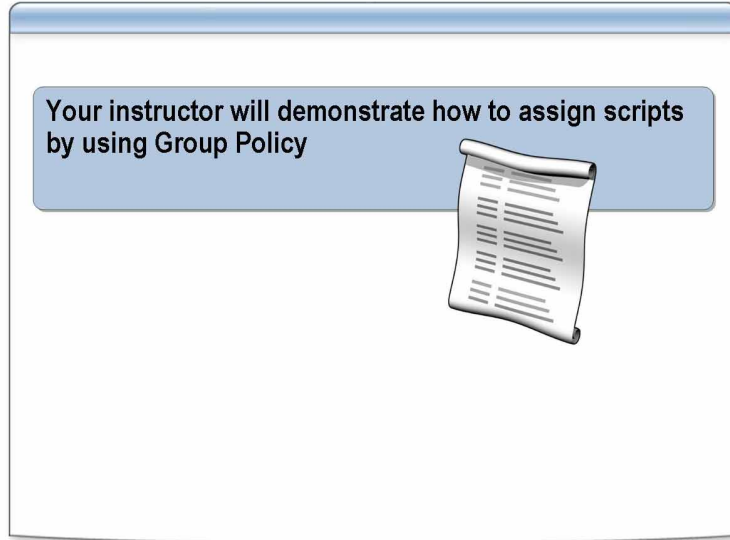 Your instructor will demonstrate how to assign scripts
by using Group Policy